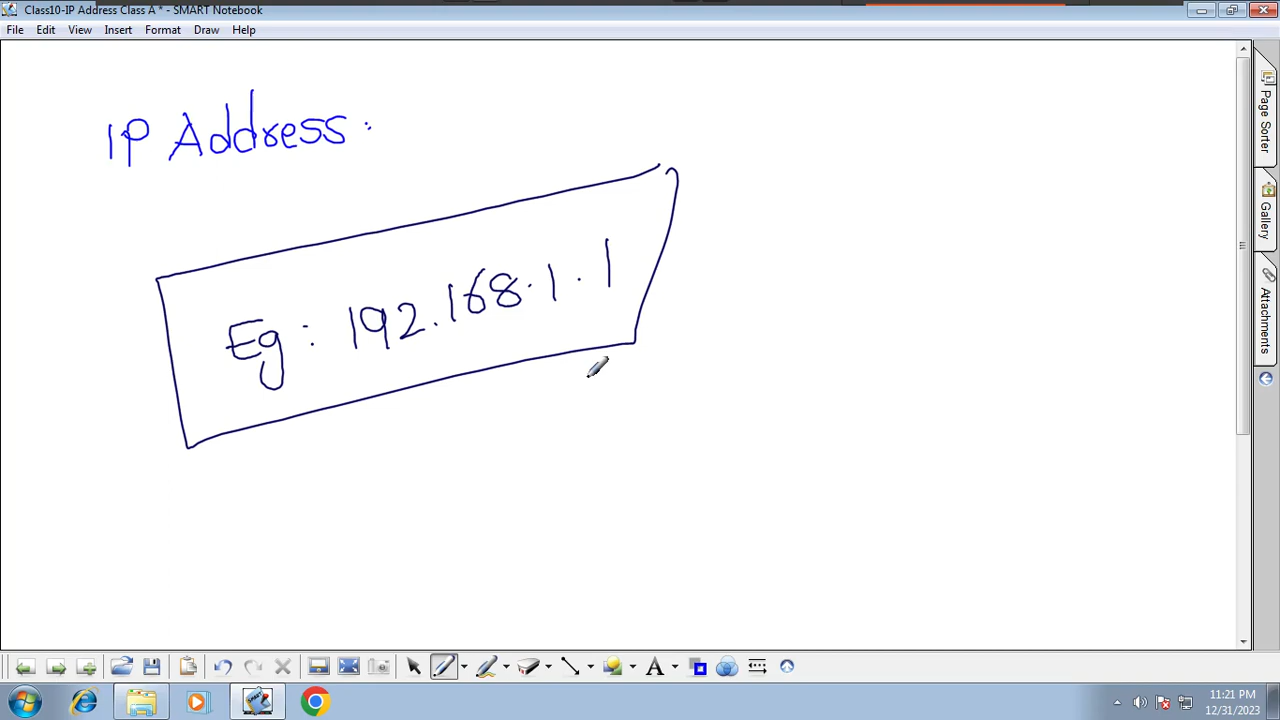 Class10-IP Address Class A * - SMART Notebook
File Edit View Insert Format Draw Help
IP Address:
Eg: 192.168.1.1
Page Sorter
Gallery
Attachments
A
11:21 PM
12/31/2023